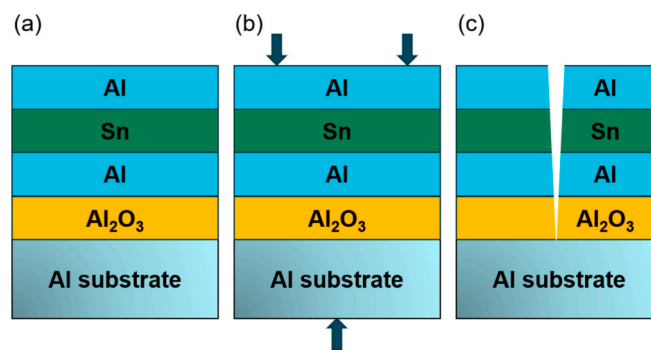 (a)
Al
Sn
Al
Al₂O₃
Al substrate
(b)
Al
Sn
Al
Al₂O₃
Al substrate
(c)
Al
Sn
Al
Al₂O₃
Al substrate